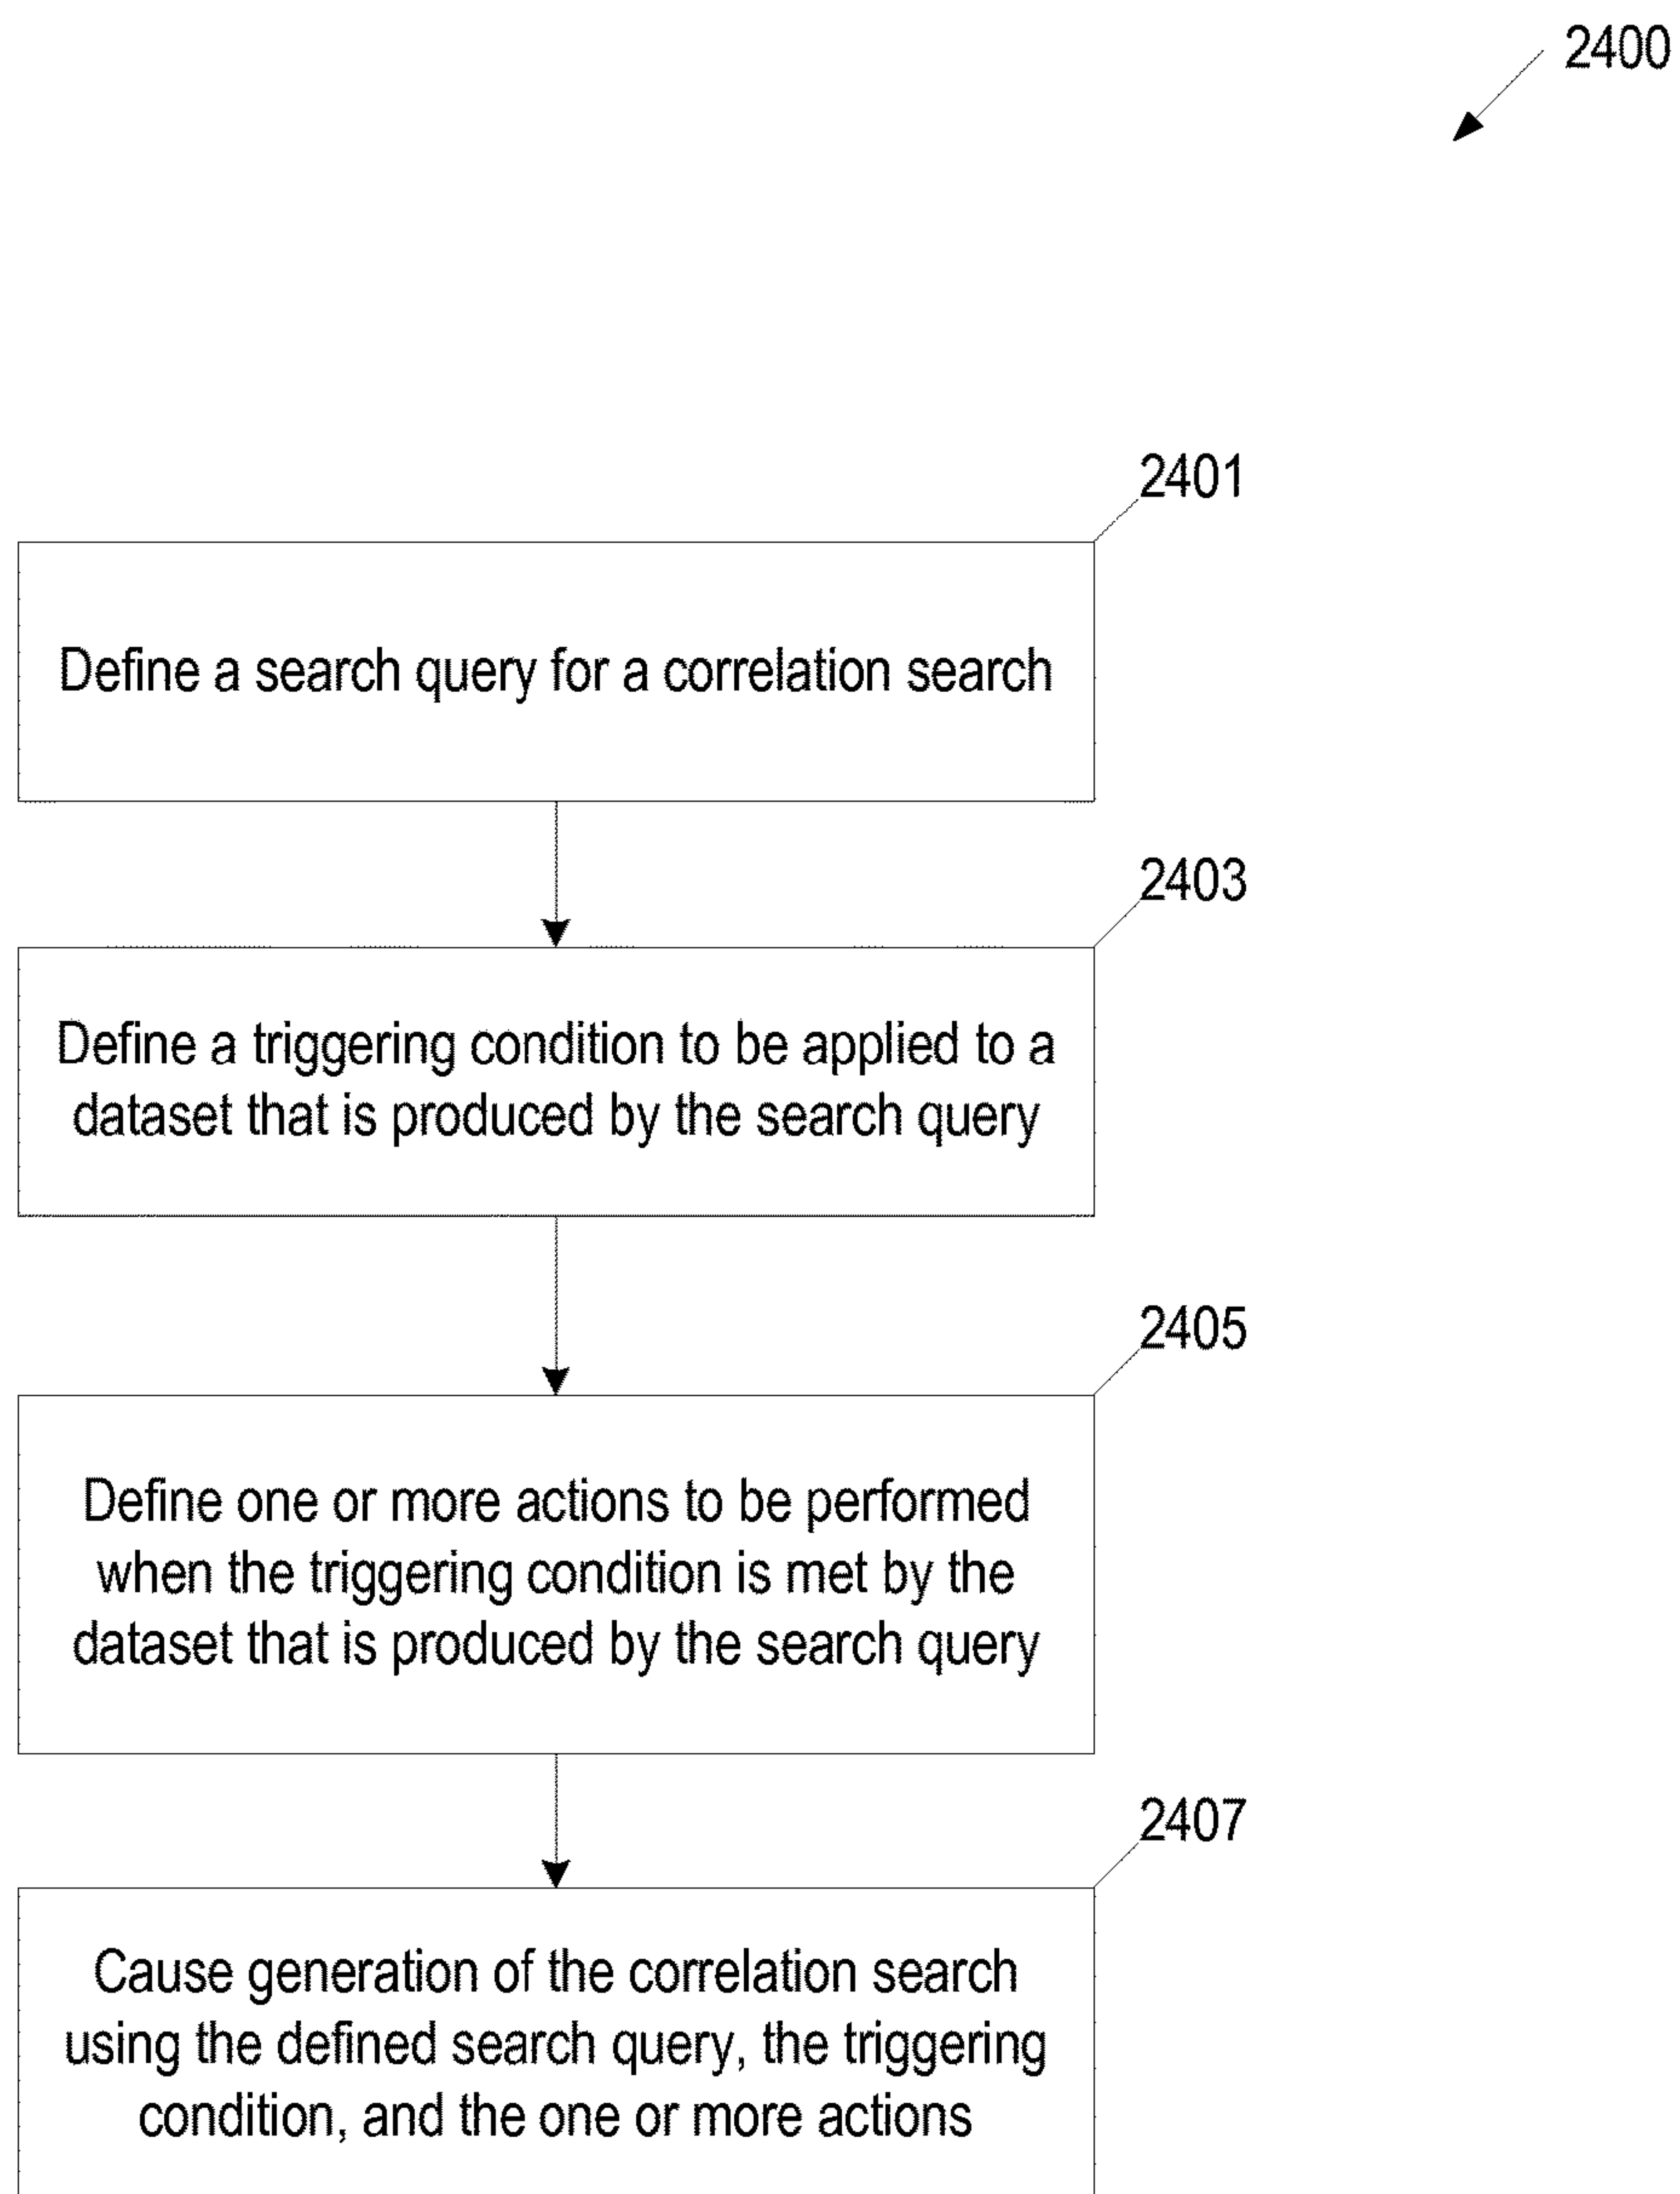 2400
2401
Define a search query for a correlation search
2403
Define a triggering condition to be applied to a
dataset that is produced by the search query
2405
Define one or more actions to be performed
when the triggering condition is met by the
dataset that is produced by the search query
2407
Cause generation of the correlation search
using the defined search query, the triggering
condition, and the one or more actions